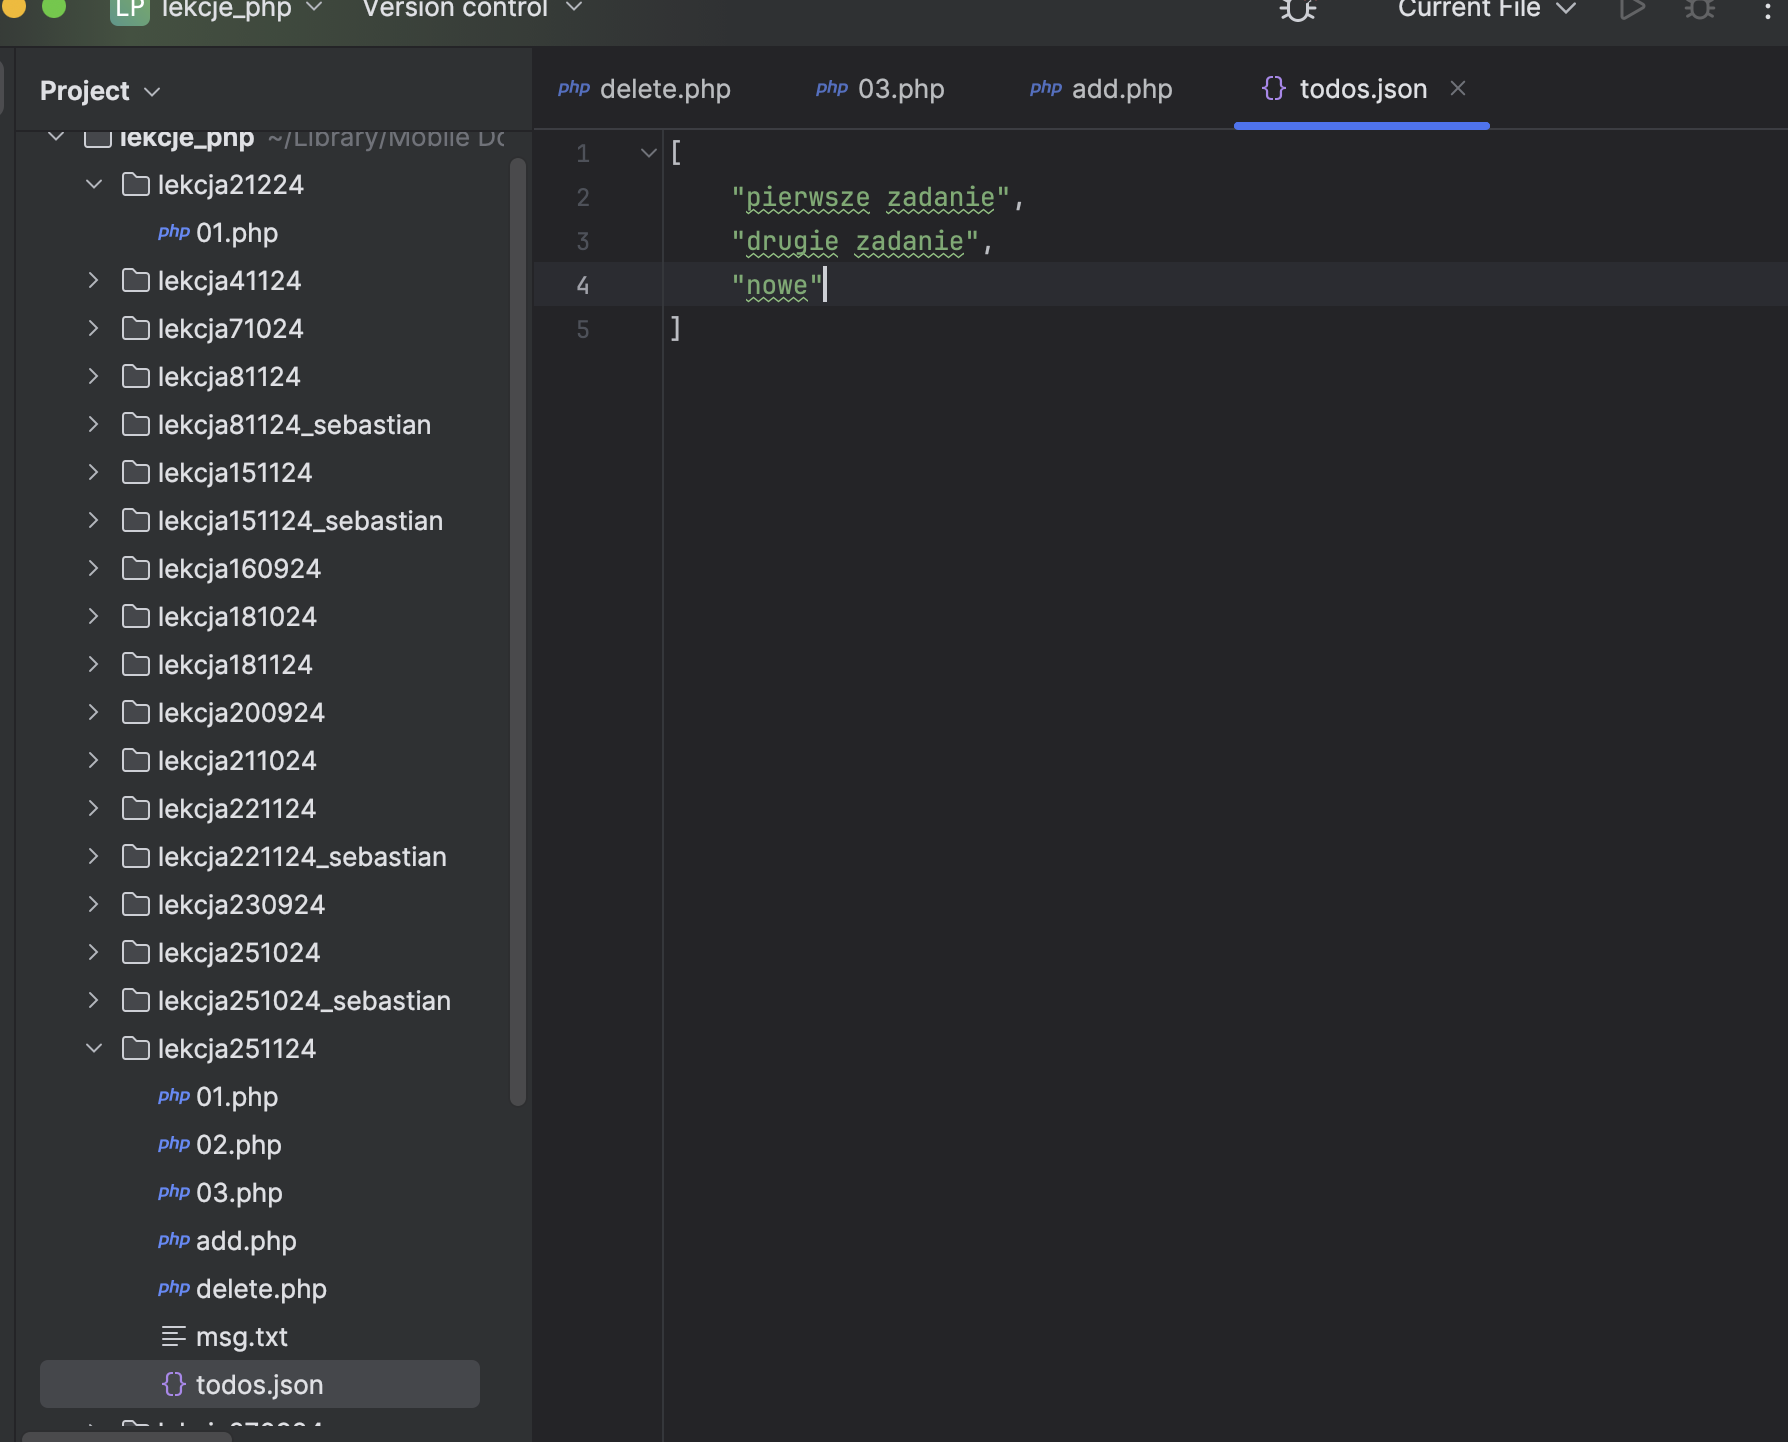 LP lekcje_php Version control Current File
Project
lekcje_php ~/Library/Mobile Do
lekcja21224
php 01.php
lekcja41124
lekcja71024
lekcja81124
lekcja81124_sebastian
lekcja151124
lekcja151124_sebastian
lekcja160924
lekcja181024
lekcja181124
lekcja200924
lekcja211024
lekcja221124
lekcja221124_sebastian
lekcja230924
lekcja251024
lekcja251024_sebastian
lekcja251124
php 01.php
php 02.php
php 03.php
php add.php
php delete.php
msg.txt
{} todos.json
php delete.php php 03.php php add.php {} todos.json
1 [
2 "pierwsze zadanie",
3 "drugie zadanie",
4 "nowe"
5 ]